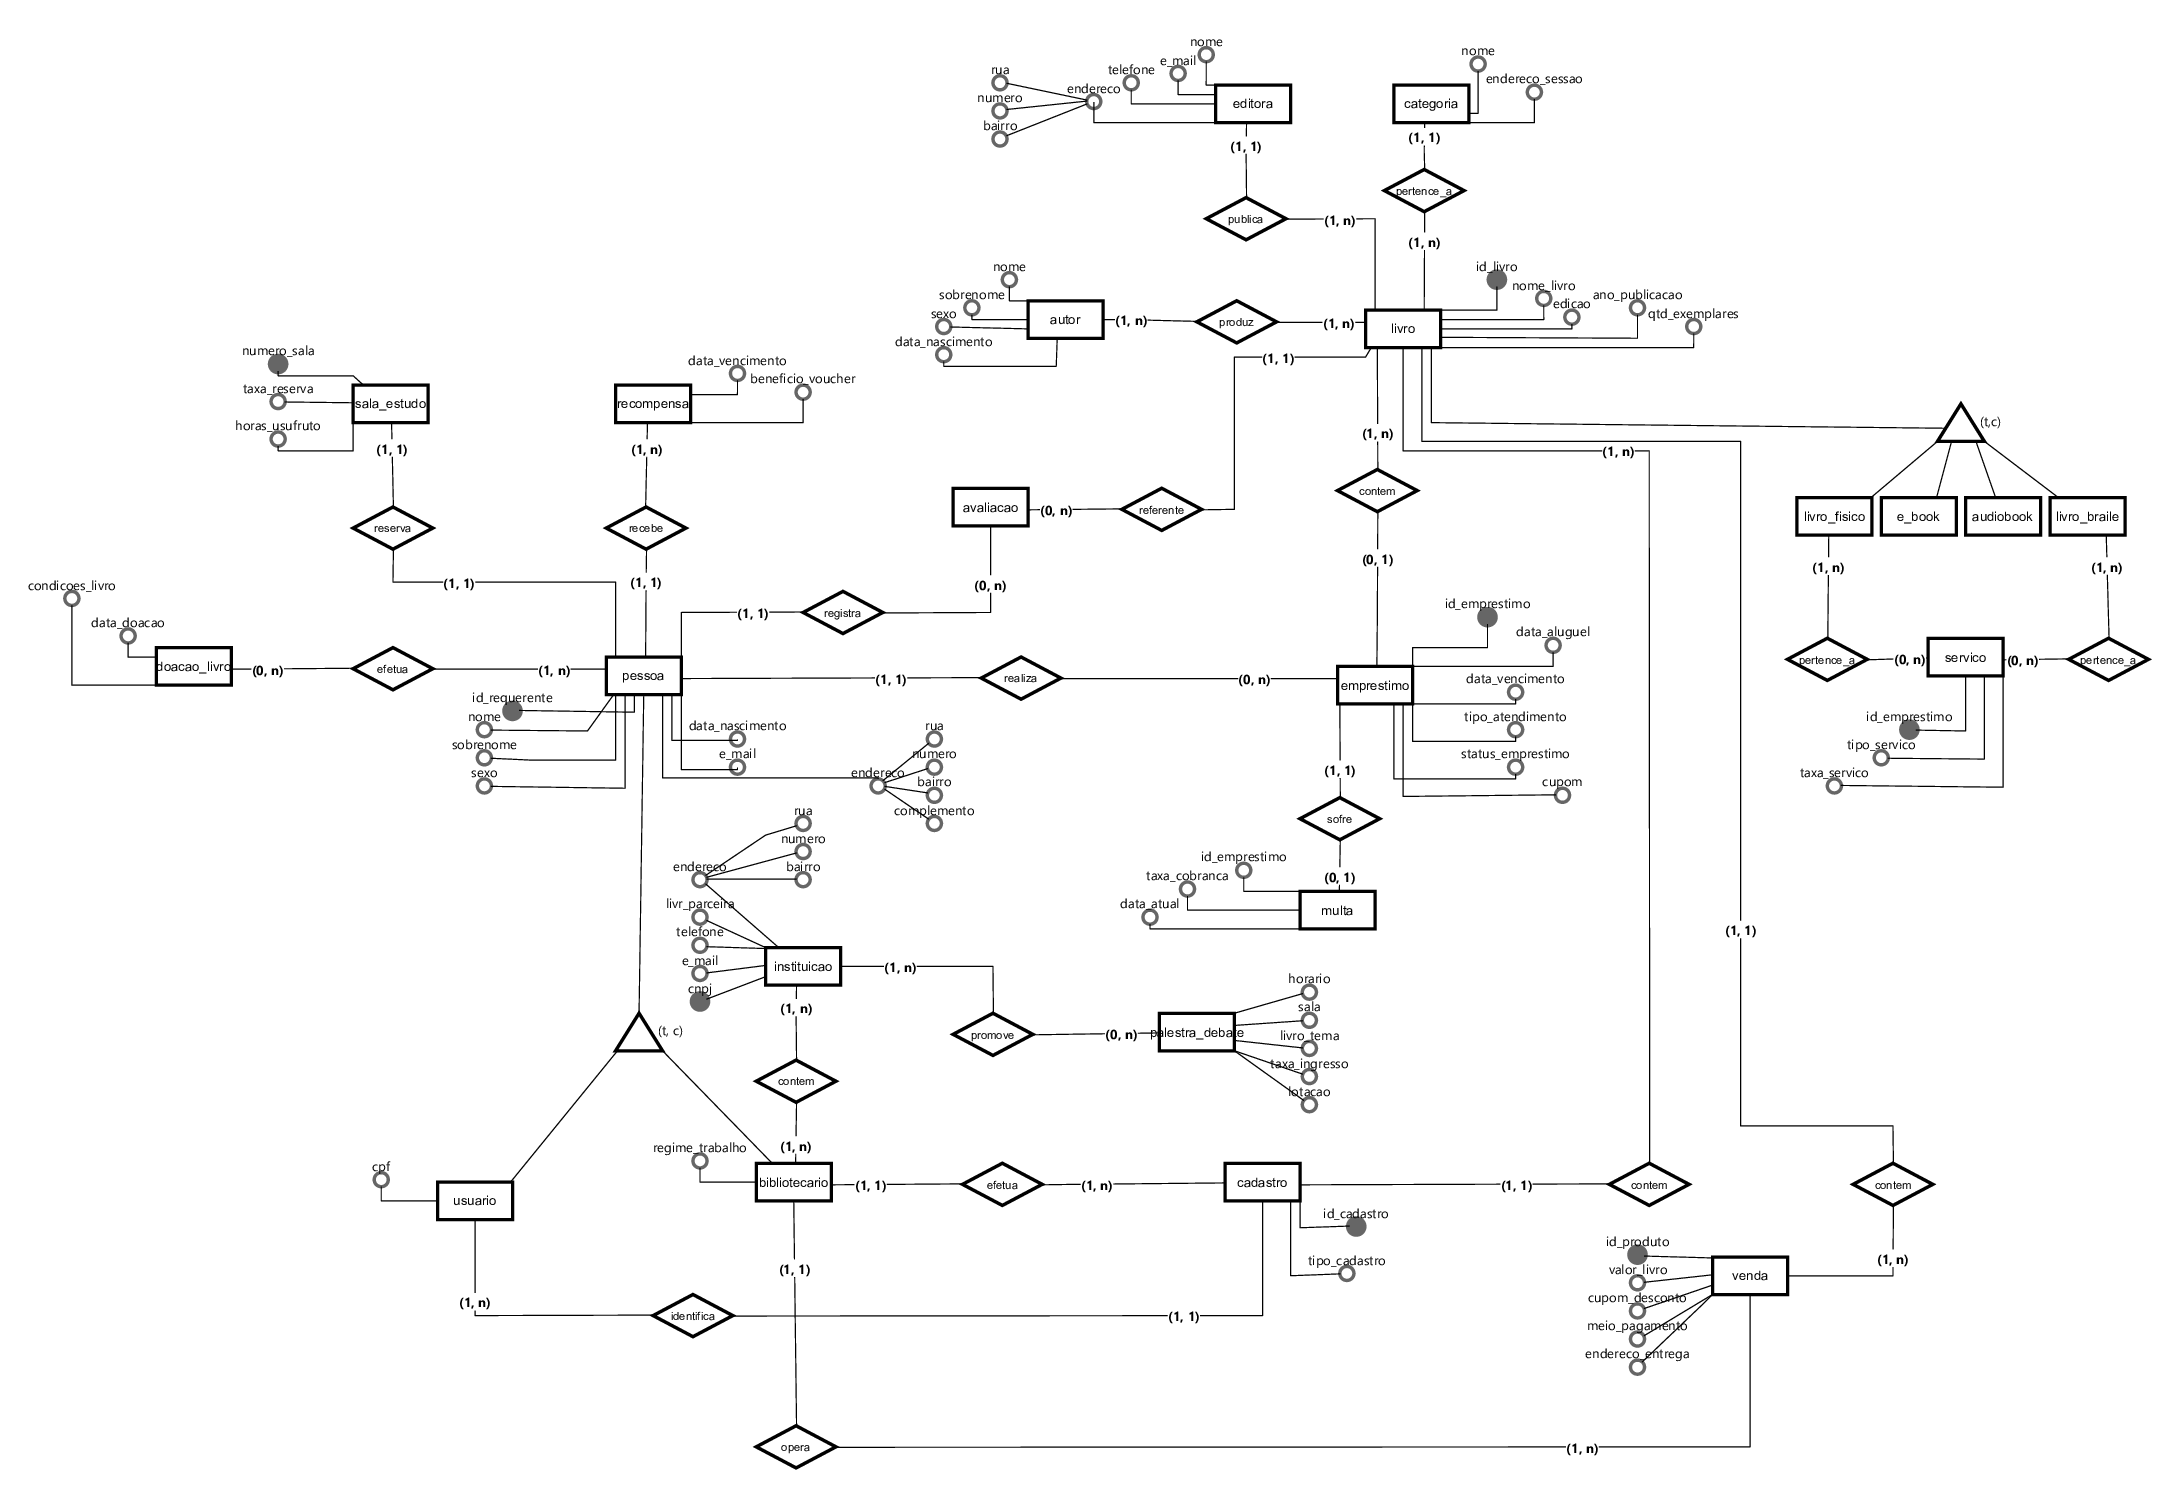 nome
e_mail
telefone
endereco
rua
numero
bairro
editora
(1, 1)
publica
(1, n)
nome
endereco_sessao
categoria
(1, 1)
pertence_a
(1, n)
nome
sobrenome
sexo
data_nascimento
autor
(1, n)
produz
(1, n)
id_livro
nome_livro
edicao
ano_publicacao
qtd_exemplares
livro
(1, 1)
numero_sala
taxa_reserva
horas_usufruto
sala_estudo
(1, 1)
reserva
(1, 1)
data_vencimento
beneficio_voucher
recompensa
(1, n)
recebe
(1, 1)
avaliacao
(0, n)
referente
(0, n)
(1, 1)
registra
(1, n)
contem
(0, 1)
(1, n)
(t,c)
livro_fisico
e_book
audiobook
livro_braile
(1, n)
(1, n)
pertence_a
(0, n)
servico
(0, n)
pertence_a
id_emprestimo
tipo_servico
taxa_servico
condicoes_livro
data_doacao
doacao_livro
(0, n)
efetua
(1, n)
pessoa
(1, 1)
realiza
(0, n)
emprestimo
id_emprestimo
data_aluguel
data_vencimento
tipo_atendimento
status_emprestimo
cupom
id_requerente
nome
sobrenome
sexo
data_nascimento
e_mail
endereco
rua
numero
bairro
complemento
(1, 1)
sofre
(0, 1)
id_emprestimo
taxa_cobranca
data_atual
multa
rua
numero
bairro
endereco
livr_parceira
telefone
e_mail
cnpj
instituicao
(1, n)
(1, n)
promove
(0, n)
palestra_debate
horario
sala
livro_tema
taxa_ingresso
lotacao
(1, 1)
(t, c)
contem
(1, n)
regime_trabalho
bibliotecario
(1, 1)
efetua
(1, n)
cadastro
(1, 1)
contem
contem
id_cadastro
tipo_cadastro
cpf
usuario
(1, n)
identifica
(1, 1)
(1, 1)
id_produto
valor_livro
cupom_desconto
meio_pagamento
endereco_entrega
venda
(1, n)
opera
(1, n)